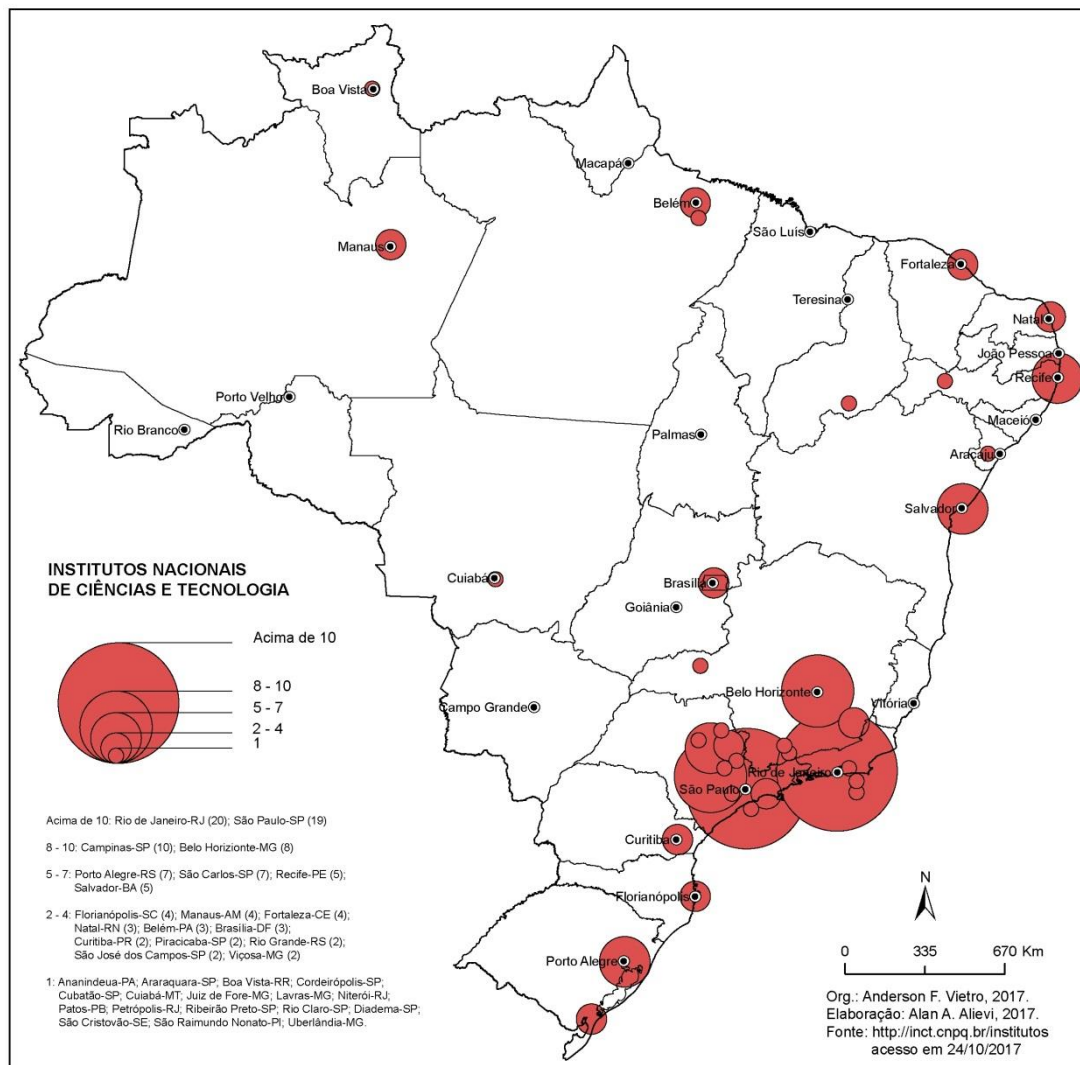 Boa Vista
Macapá
Belém
São Luís
Manaus
Fortaleza
Teresina
Natal
João Pessoa
Recife
Porto Velho
Maceió
Rio Branco
Palmas
Aracaju
Salvador
INSTITUTOS NACIONAIS
DE CIÊNCIAS E TECNOLOGIA
Cuiabá
Brasília
Goiânia
Acima de 10
8 - 10
5 - 7
2 - 4
1
Belo Horizonte
Campo Grande
Vitória
Rio de Janeiro
São Paulo
Acima de 10: Rio de Janeiro-RJ (20); São Paulo-SP (19)
8 - 10: Campinas-SP (10); Belo Horizionte-MG (8)
Curitiba
5 - 7: Porto Alegre-RS (7); São Carlos-SP (7); Recife-PE (5);
Salvador-BA (5)
Florianópolis
2 - 4: Florianópolis-SC (4); Manaus-AM (4); Fortaleza-CE (4);
Natal-RN (3); Belém-PA (3); Brasília-DF (3);
Curitiba-PR (2); Piracicaba-SP (2); Rio Grande-RS (2);
São José dos Campos-SP (2); Viçosa-MG (2)
Porto Alegre
1: Ananindeua-PA; Araraquara-SP; Boa Vista-RR; Cordeirópolis-SP;
Cubatão-SP; Cuiabá-MT; Juiz de Fore-MG; Lavras-MG; Niterói-RJ;
Patos-PB; Petrópolis-RJ; Ribeirão Preto-SP; Rio Claro-SP; Diadema-SP;
São Cristovão-SE; São Raimundo Nonato-PI; Uberlândia-MG.
N
0 335 670 Km
Org.: Anderson F. Vietro, 2017.
Elaboração: Alan A. Alievi, 2017.
Fonte: http://inct.cnpq.br/institutos
acesso em 24/10/2017